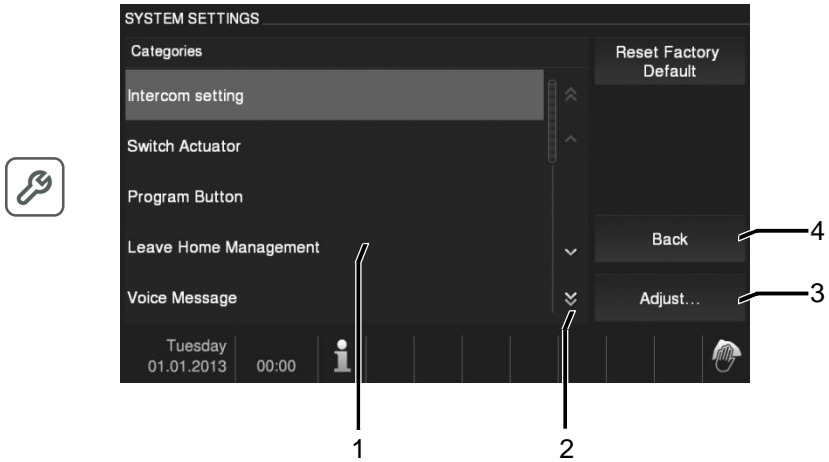 SYSTEM SETTINGS
Categories
Reset Factory
Default
Intercom setting
Switch Actuator
Program Button
Leave Home Management
Back
4
Voice Message
Adjust...
3
Tuesday
01.01.2013
00:00
1
2